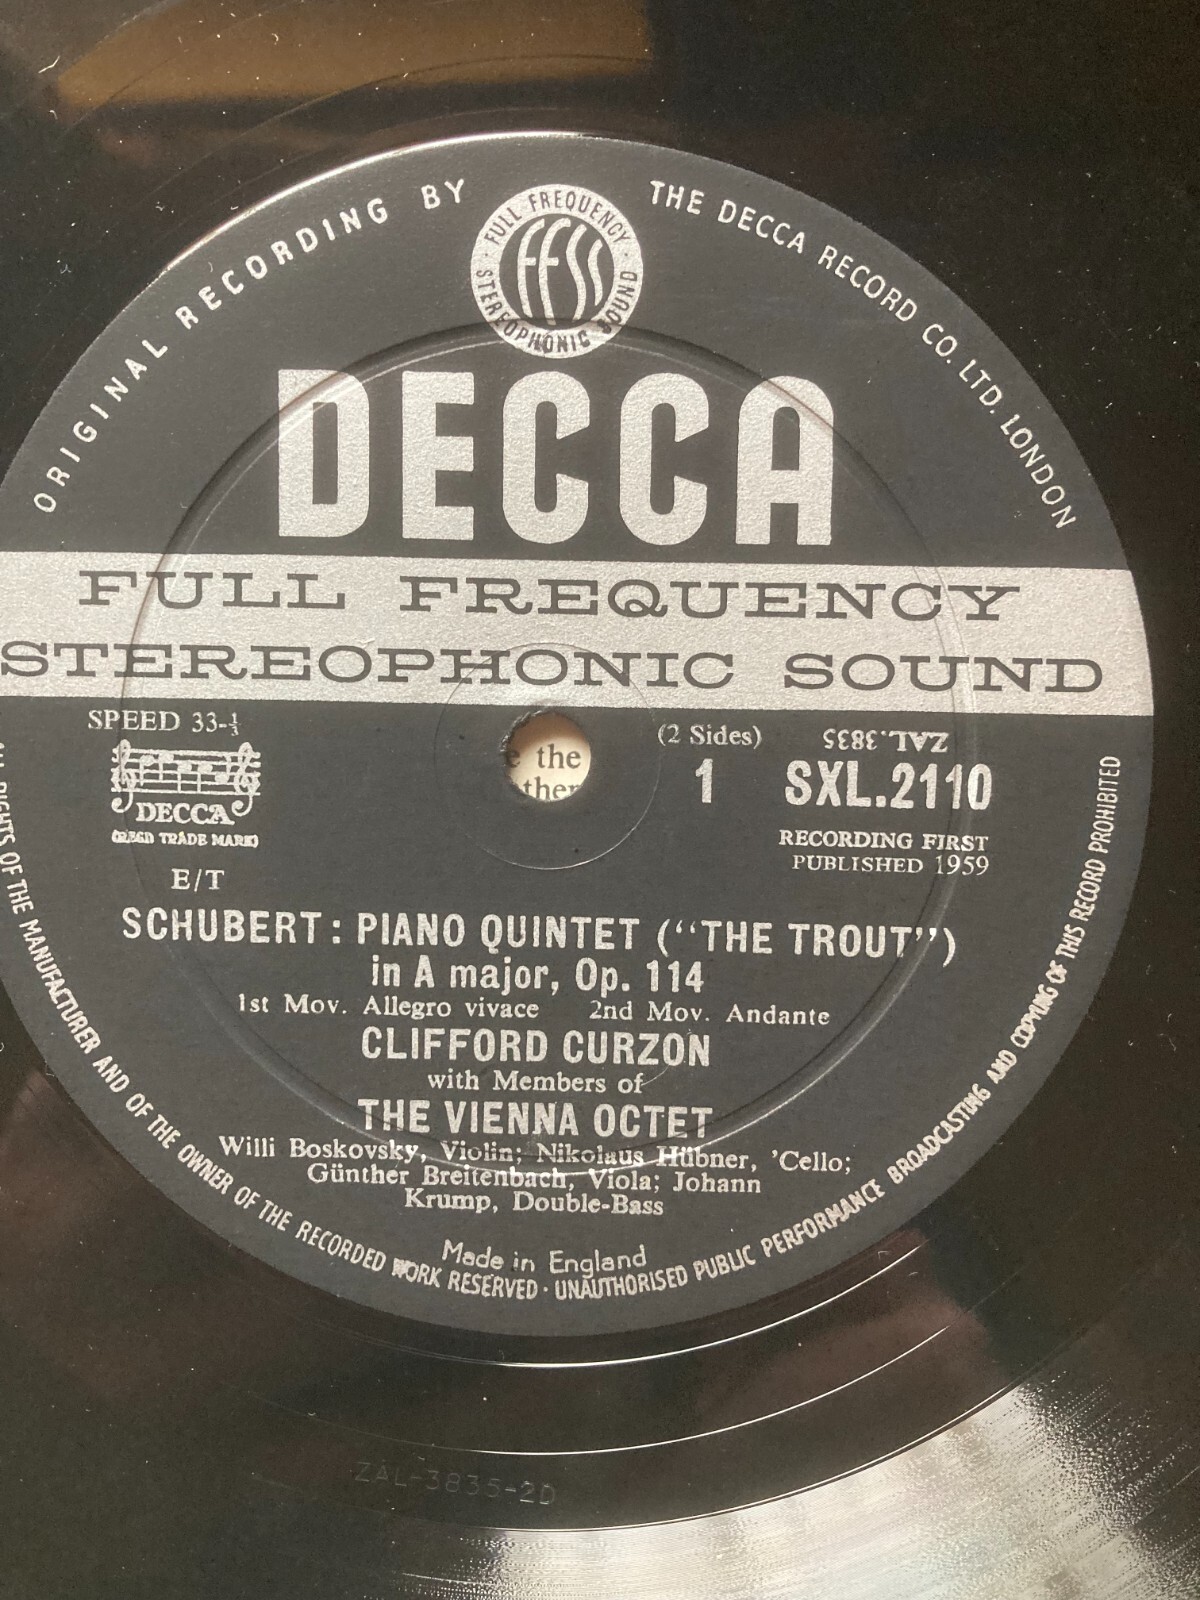 ORIGINAL RECORDING BY THE DECCA RECORD CO. LTD. LONDON
FULL FREQUENCY
FFSS
STEREOPHONIC SOUND
DECCA
FULL FREQUENCY
STEREOPHONIC SOUND
SPEED 33-⅓
DECCA
(REGD TRADE MARK)
E/T
the
(2 Sides)
1
ZAL.3835
SXL.2110
RECORDING FIRST
PUBLISHED 1959
SCHUBERT: PIANO QUINTET (“THE TROUT”)
in A major, Op. 114
1st Mov. Allegro vivace 2nd Mov. Andante
CLIFFORD CURZON
with Members of
THE VIENNA OCTET
Willi Boskovsky, Violin; Nikolaus Hübner, 'Cello;
Günther Breitenbach, Viola; Johann
Krump, Double-Bass
Made in England
RIGHTS OF THE MANUFACTURER AND OF THE OWNER OF THE RECORDED WORK RESERVED · UNAUTHORISED PUBLIC PERFORMANCE BROADCASTING AND COPYING OF THIS RECORD PROHIBITED
ZAL-3835-2D